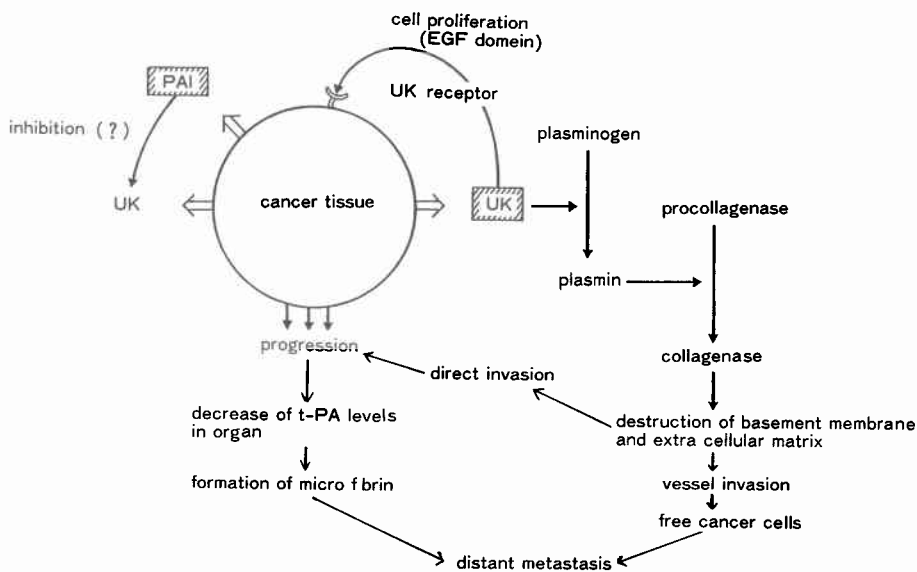 cell proliferation
(EGF domain)
PAI
UK receptor
inhibition (?)
plasminogen
UK
cancer tissue
UK
procollagenase
plasmin
progression
collagenase
direct invasion
decrease of t-PA levels
in organ
destruction of basement membrane
and extra cellular matrix
formation of micro f brin
vessel invasion
free cancer cells
distant metastasis